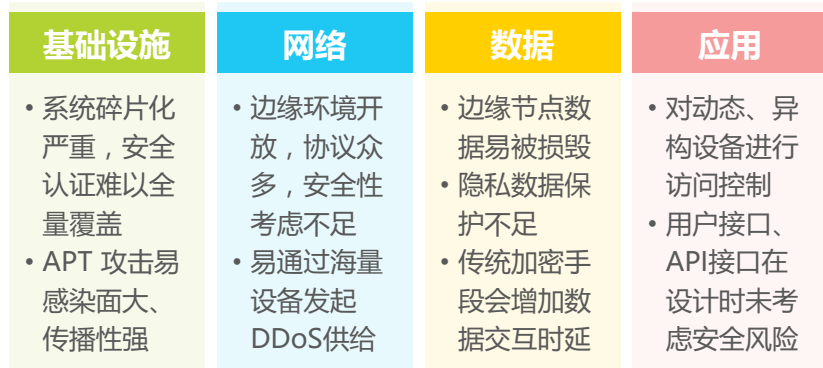 基础设施
• 系统碎片化
严重，安全
认证难以全
量覆盖
• APT 攻击易
感染面大、
传播性强
网络
• 边缘环境开
放，协议众
多，安全性
考虑不足
• 易通过海量
设备发起
DDoS供给
数据
• 边缘节点数
据易被损毁
• 隐私数据保
护不足
• 传统加密手
段会增加数
据交互时延
应用
• 对动态、异
构设备进行
访问控制
• 用户接口、
API接口在
设计时未考
虑安全风险